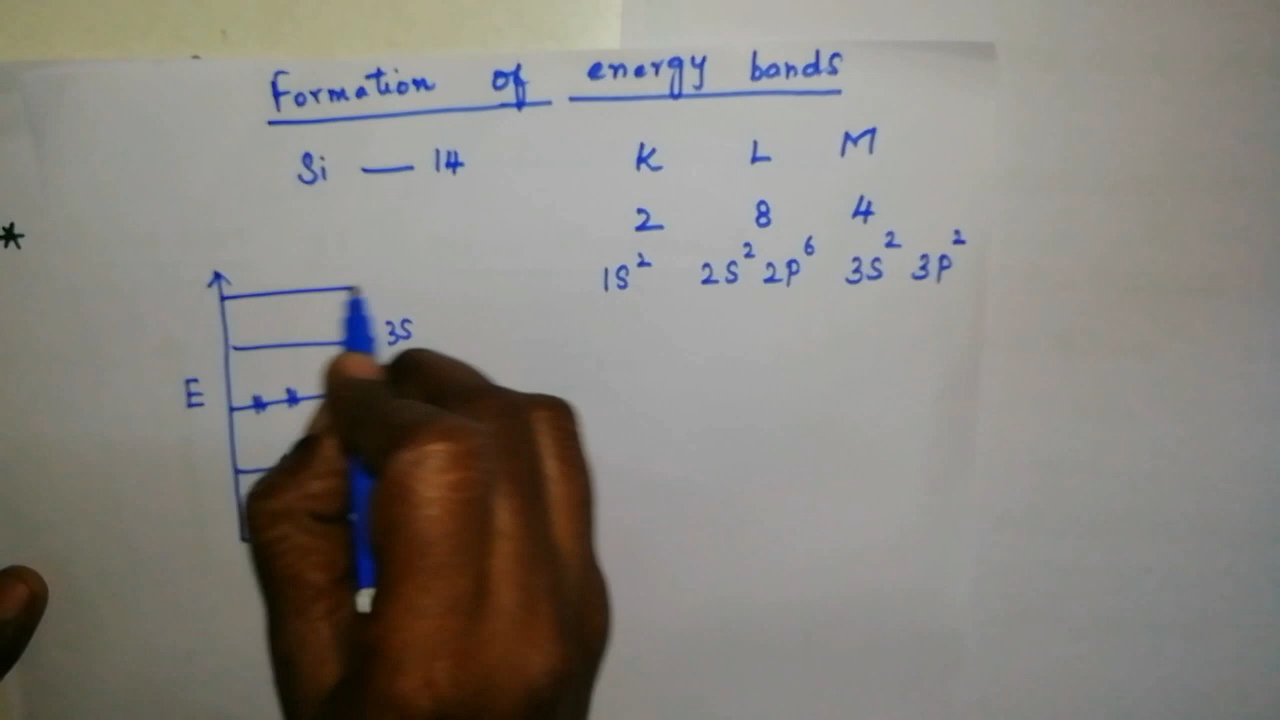 Formation of energy bands
Si — 14 K L M
2 8 4
1S² 2S² 2P⁶ 3S² 3P²
3S
E